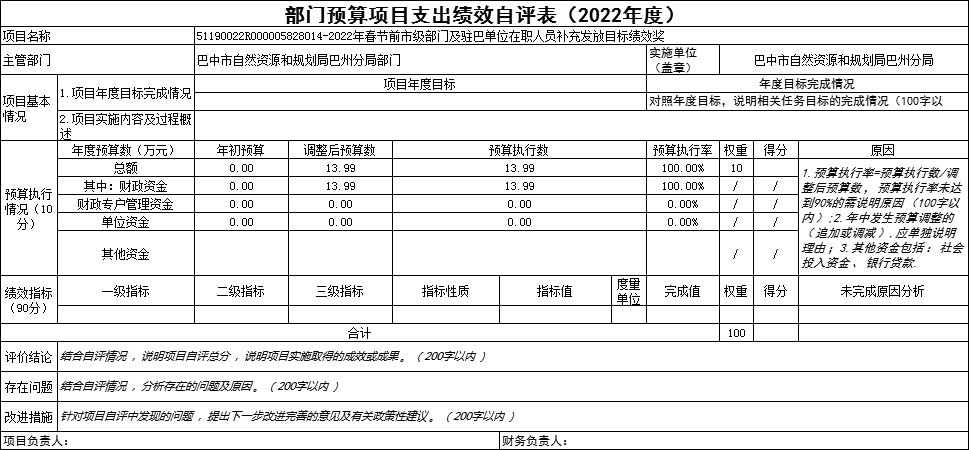 部门预算项目支出绩效自评表（2022年度）
项目名称 51190022R000005828014-2022年春节前市级部门及驻巴单位在职人员补充发放目标绩效奖
主管部门 巴中市自然资源和规划局巴州分局部门 实施单位（盖章） 巴中市自然资源和规划局巴州分局
项目基本情况 1.项目年度目标完成情况 项目年度目标 年度目标完成情况
对照年度目标，说明相关任务目标的完成情况（100字以
2.项目实施内容及过程概述
预算执行情况（10分） 年度预算数（万元） 年初预算 调整后预算数 预算执行数 预算执行率 权重 得分 原因
总额 0.00 13.99 13.99 100.00% 10
其中：财政资金 0.00 13.99 13.99 100.00% / /
财政专户管理资金 0.00 0.00 0.00 0.00% / /
单位资金 0.00 0.00 0.00 0.00% / /
其他资金 / /
1.预算执行率=预算执行数/调
整后预算数，预算执行率未达
到90%的需说明原因（100字以
内）;2.年中发生预算调整的
（追加或调减）,应单独说明
理由；3.其他资金包括：社会
投入资金、银行贷款.
绩效指标（90分） 一级指标 二级指标 三级指标 指标性质 指标值 度量单位 完成值 权重 得分 未完成原因分析
合计 100
评价结论 结合自评情况，说明项目自评总分，说明项目实施取得的成效或成果。（200字以内）
存在问题 结合自评情况，分析存在的问题及原因。（200字以内）
改进措施 针对项目自评中发现的问题，提出下一步改进完善的意见及有关政策性建议。（200字以内）
项目负责人： 财务负责人：